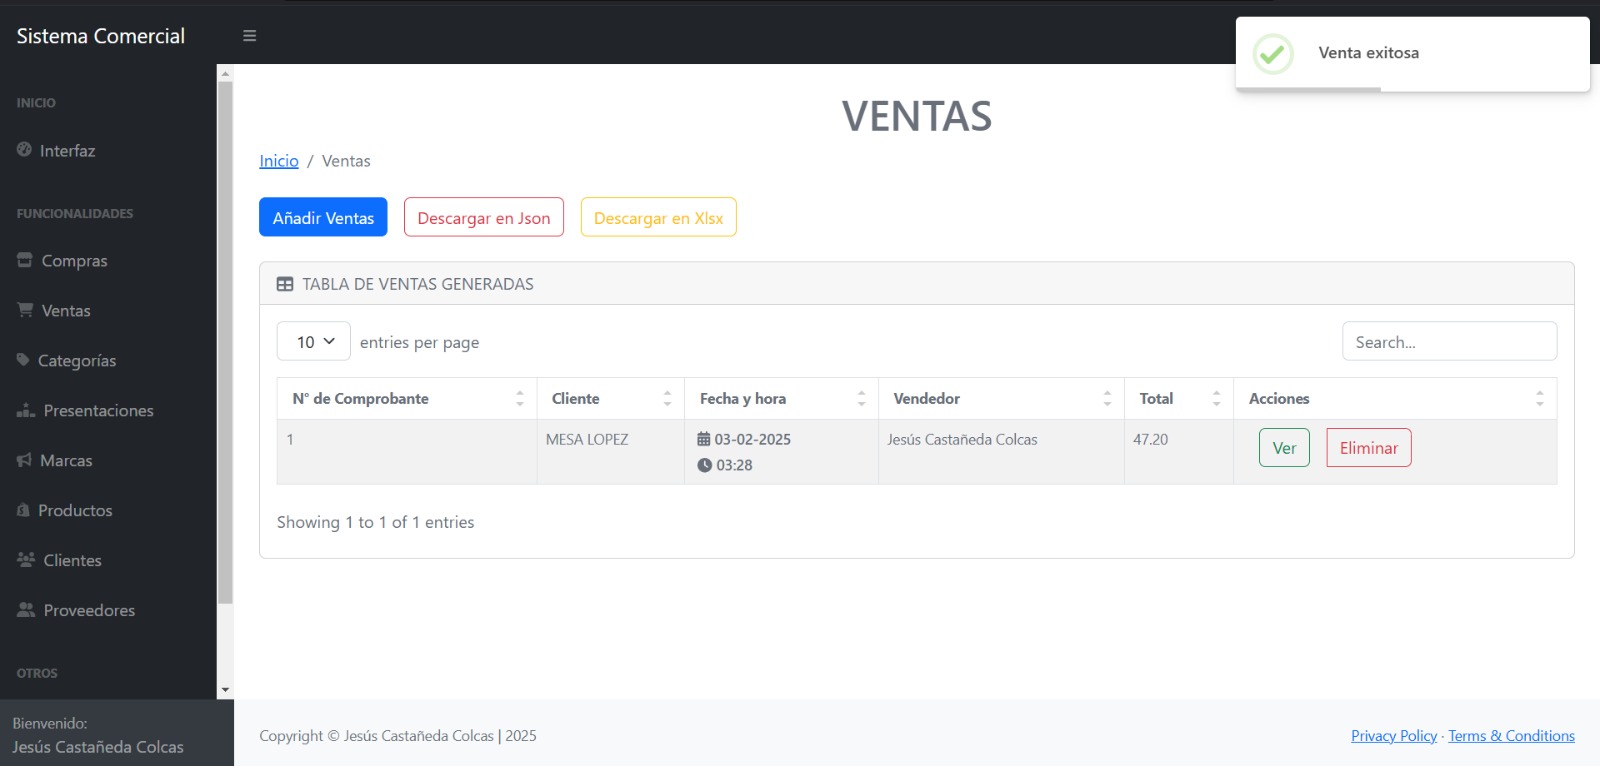 Sistema Comercial
Venta exitosa
INICIO
Interfaz
FUNCIONALIDADES
Compras
Ventas
Categorías
Presentaciones
Marcas
Productos
Clientes
Proveedores
OTROS
Bienvenido:
Jesús Castañeda Colcas
VENTAS
Inicio / Ventas
Añadir Ventas Descargar en Json Descargar en Xlsx
TABLA DE VENTAS GENERADAS
10 entries per page Search...
N° de Comprobante Cliente Fecha y hora Vendedor Total Acciones
1 MESA LOPEZ 03-02-2025 Jesús Castañeda Colcas 47.20 Ver Eliminar
03:28
Showing 1 to 1 of 1 entries
Copyright © Jesús Castañeda Colcas | 2025 Privacy Policy · Terms & Conditions